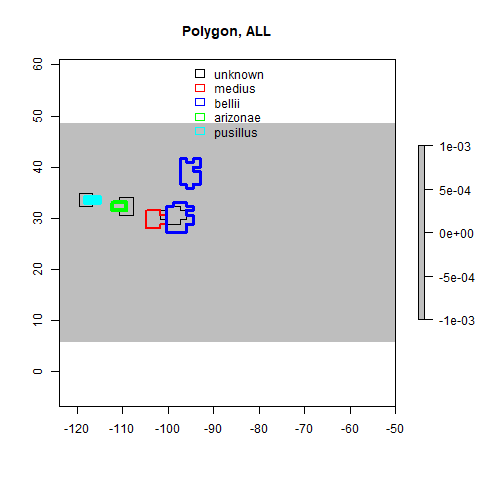 Polygon, ALL
unknown
medius
bellii
arizonae
pusillus
60
50
40
30
20
10
0
-120
-110
-100
-90
-80
-70
-60
-50
1e-03
5e-04
0e+00
-5e-04
-1e-03